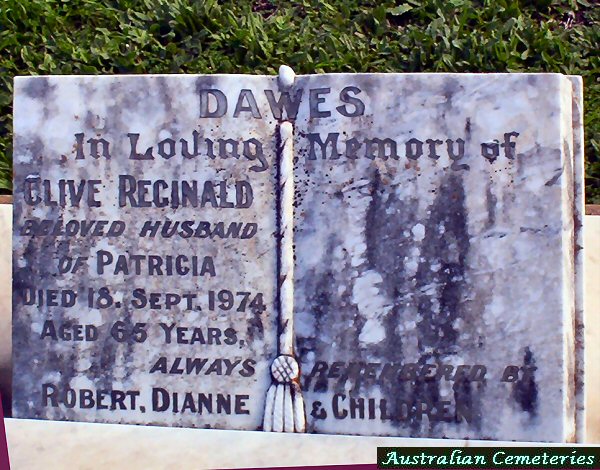 DAWES
In Loving Memory of
CLIVE REGINALD
BELOVED HUSBAND
OF PATRICIA
DIED 18. SEPT. 1974
AGED 65 YEARS,
ALWAYS REMEMBERED BY
ROBERT, DIANNE & CHILDREN
Australian Cemeteries